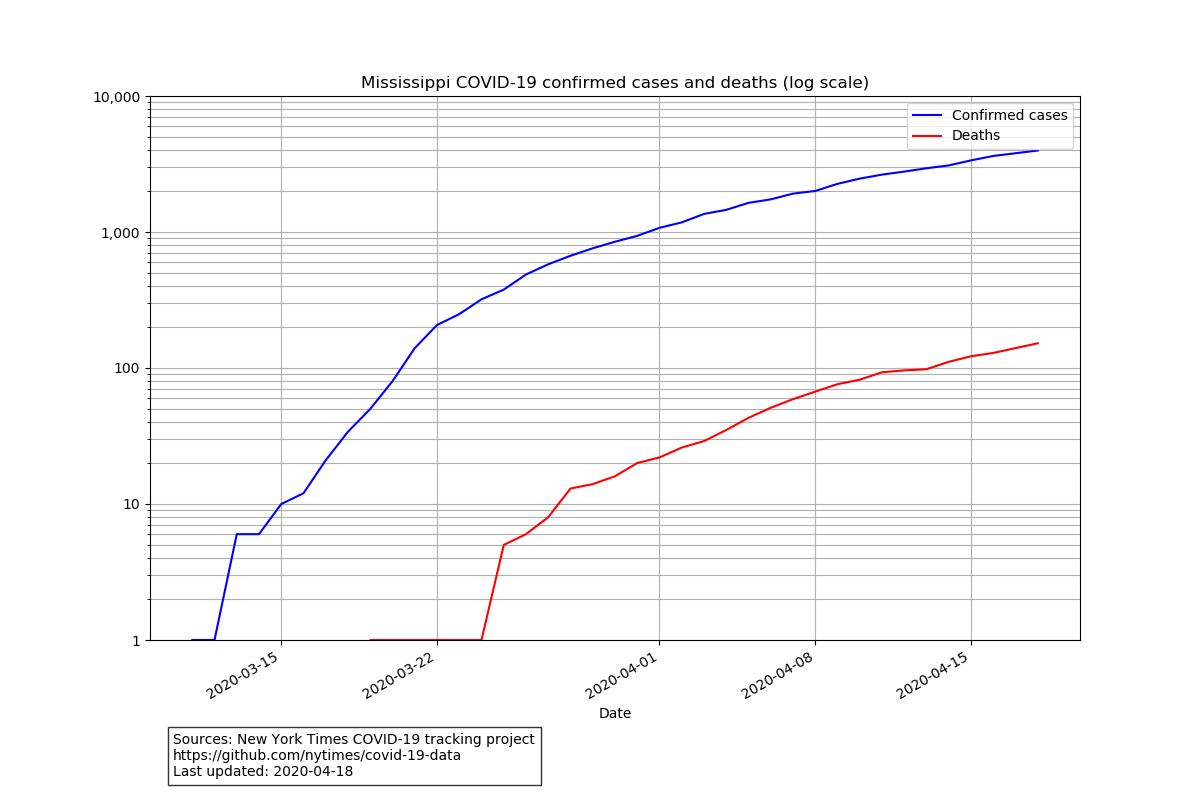 Mississippi COVID-19 confirmed cases and deaths (log scale)
10,000
1,000
100
10
1
Confirmed cases
Deaths
2020-03-15
2020-03-22
2020-04-01
2020-04-08
2020-04-15
Date
Sources: New York Times COVID-19 tracking project
https://github.com/nytimes/covid-19-data
Last updated: 2020-04-18